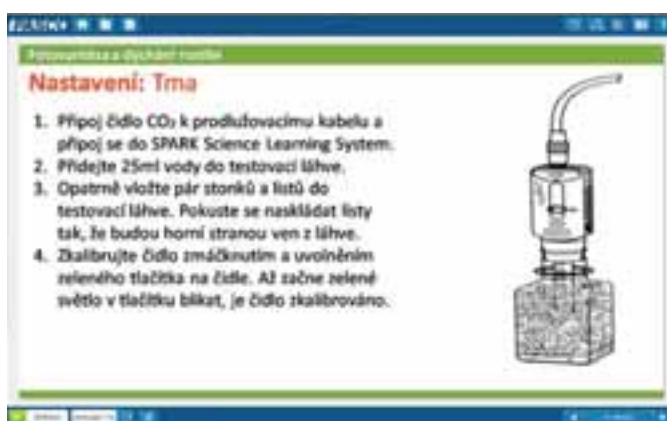 PASCO
Fotosyntéza a dýchání rostlin
Nastavení: Tma
1. Připoj čidlo CO₂ k prodlužovacímu kabelu a
připoj se do SPARK Science Learning System.
2. Přidejte 25ml vody do testovací láhve.
3. Opatrně vložte pár stonků a listů do
testovací láhve. Pokuste se naskládat listy
tak, že budou horní stranou ven z láhve.
4. Zkalibrujte čidlo zmáčknutím a uvolněním
zeleného tlačítka na čidle. Až začne zelené
světlo v tlačítku blikat, je čidlo zkalibrováno.